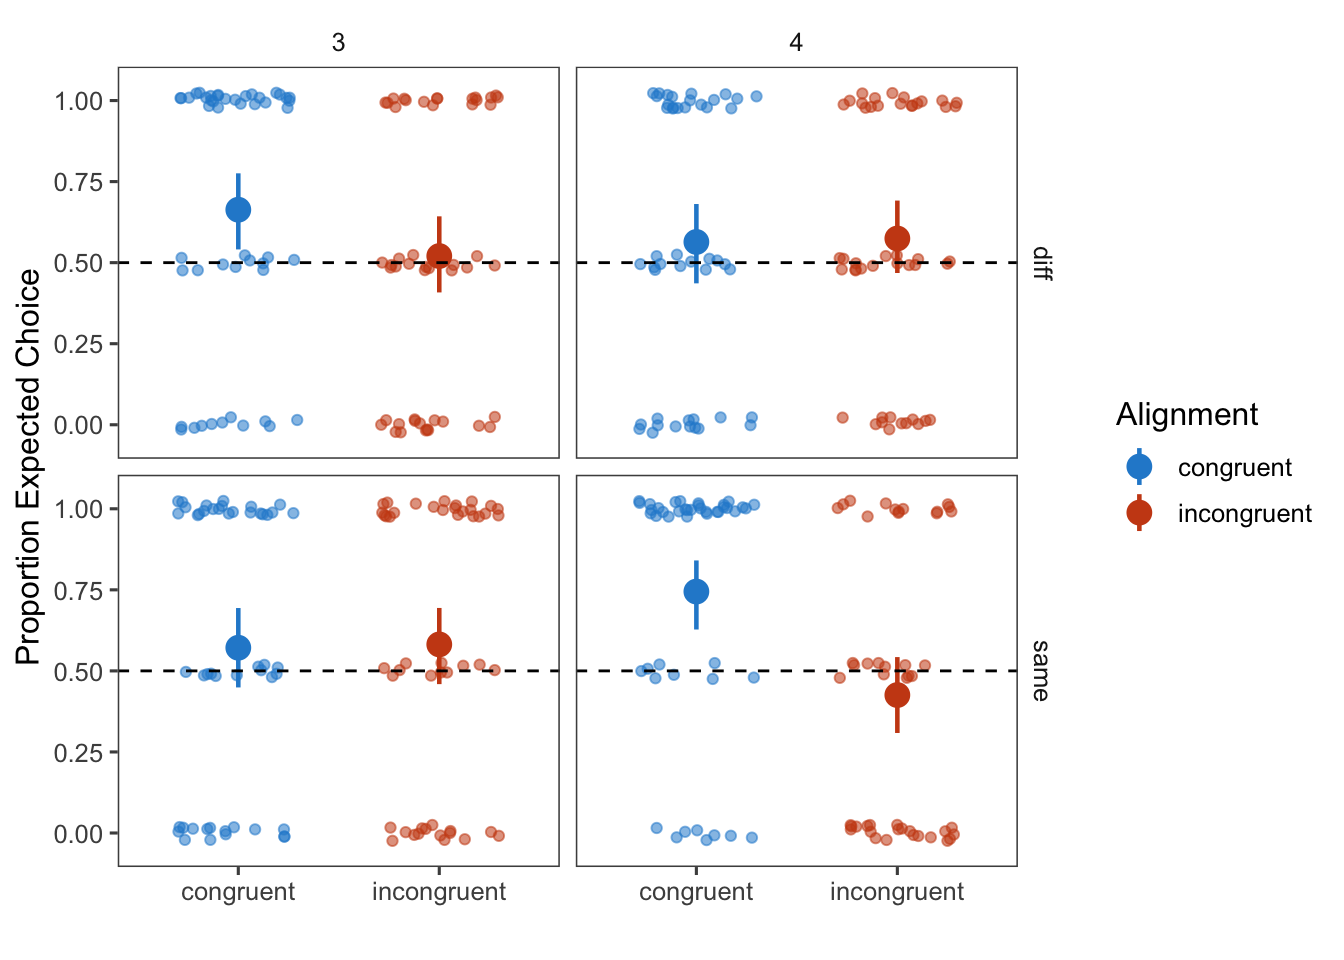 3
4
1.00
0.75
0.50
0.25
0.00
diff
1.00
0.75
0.50
0.25
0.00
same
Proportion Expected Choice
congruent
incongruent
congruent
incongruent
Alignment
congruent
incongruent